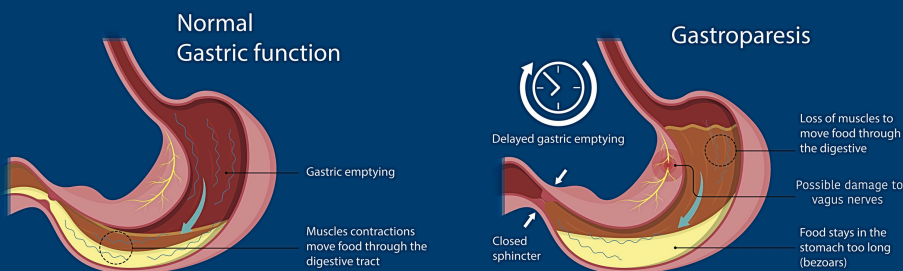 Normal
Gastric function
Gastric emptying
Muscles contractions
move food through the
digestive tract
Gastroparesis
Delayed gastric emptying
Loss of muscles to
move food through
the digestive
Possible damage to
vagus nerves
Closed
sphincter
Food stays in the
stomach too long
(bezoars)